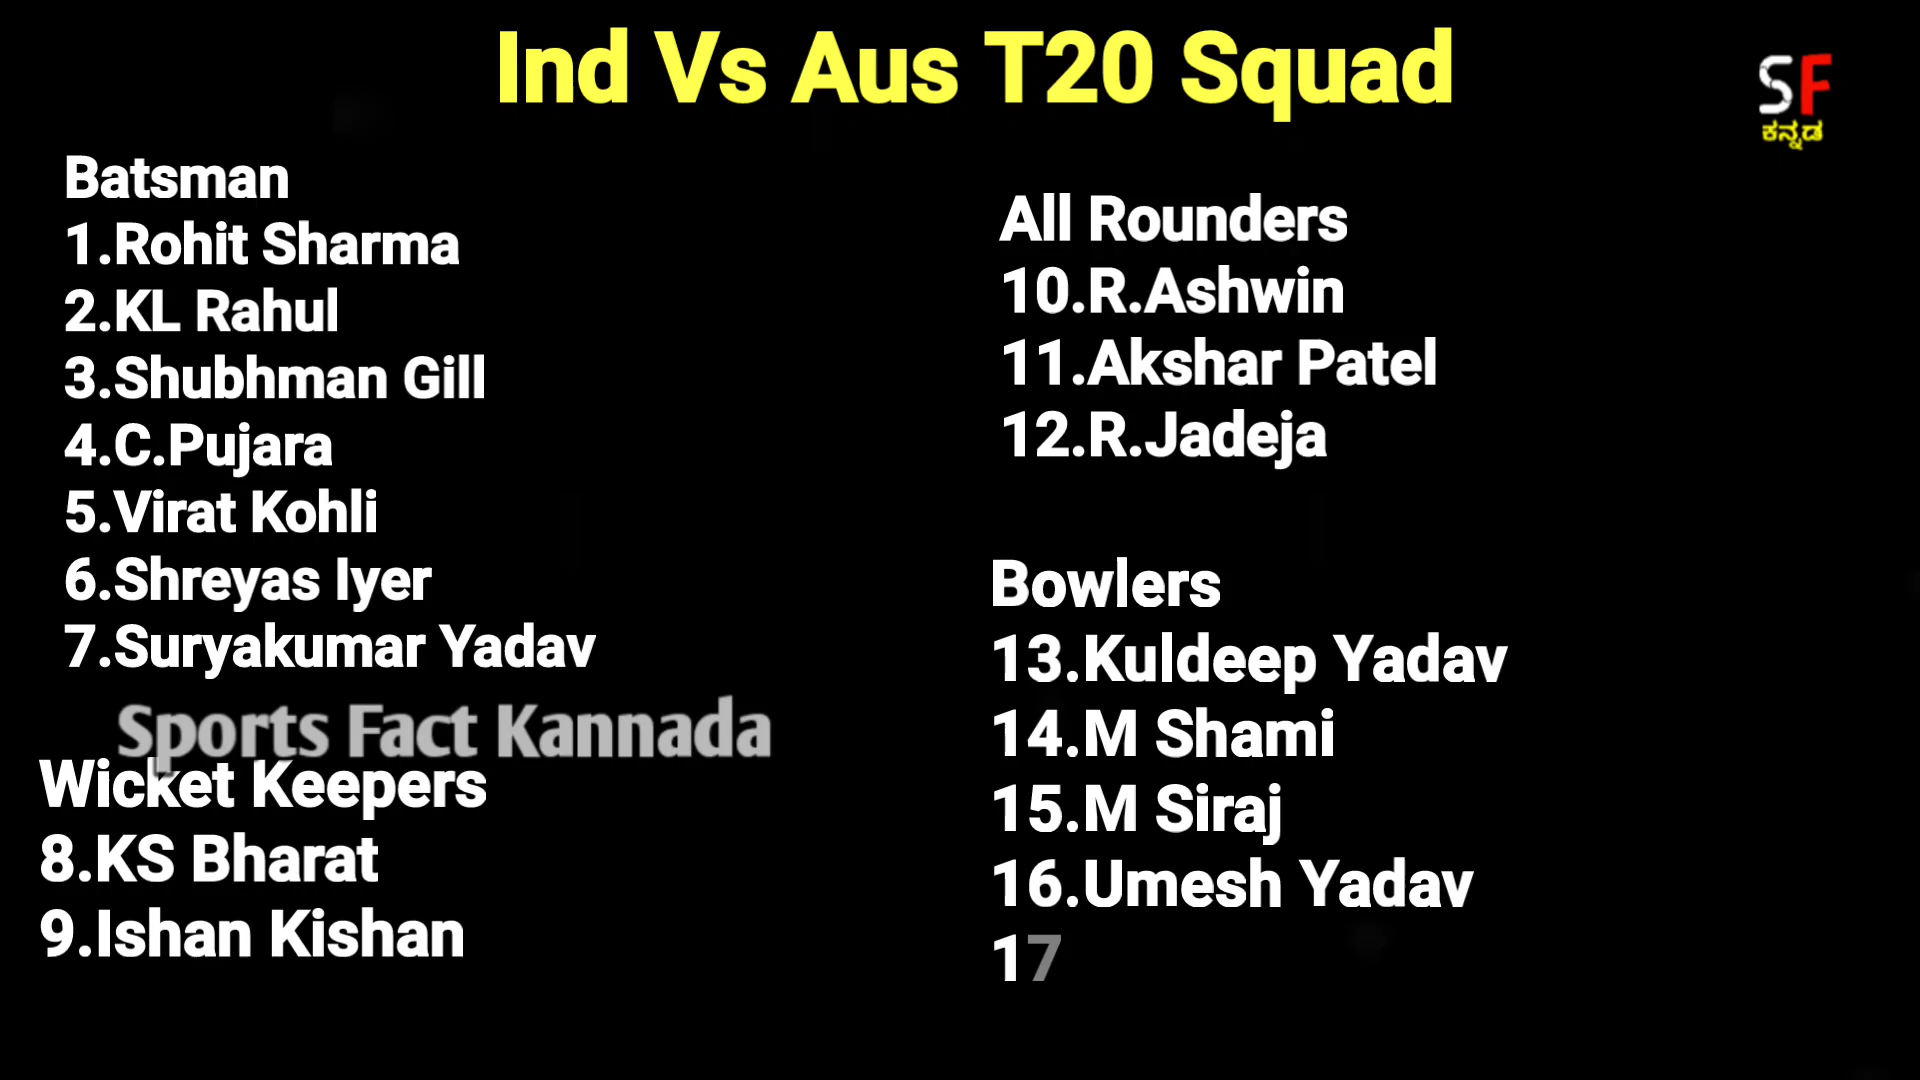 Ind Vs Aus T20 Squad
SF
ಕನ್ನಡ
Batsman
1.Rohit Sharma
2.KL Rahul
3.Shubhman Gill
4.C.Pujara
5.Virat Kohli
6.Shreyas Iyer
7.Suryakumar Yadav
Sports Fact Kannada
Wicket Keepers
8.KS Bharat
9.Ishan Kishan
All Rounders
10.R.Ashwin
11.Akshar Patel
12.R.Jadeja
Bowlers
13.Kuldeep Yadav
14.M Shami
15.M Siraj
16.Umesh Yadav
17